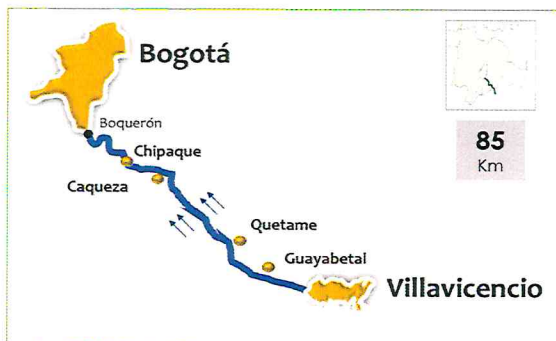 Bogotá
Boquerón
Chipaque
Caqueza
85
Km
Quetame
Guayabetal
Villavicencio